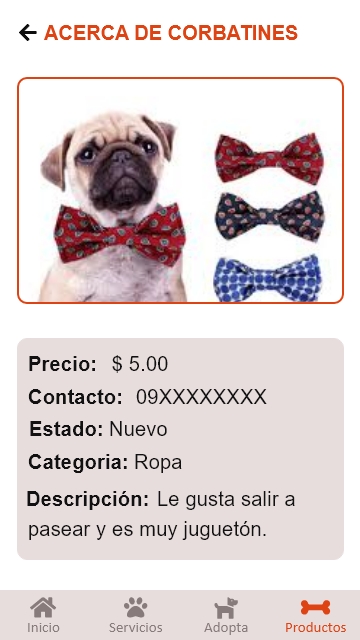 ACERCA DE CORBATINES
Precio: $ 5.00
Contacto: 09XXXXXXXX
Estado: Nuevo
Categoria: Ropa
Descripción: Le gusta salir a
pasear y es muy juguetón.
Inicio Servicios Adopta Productos